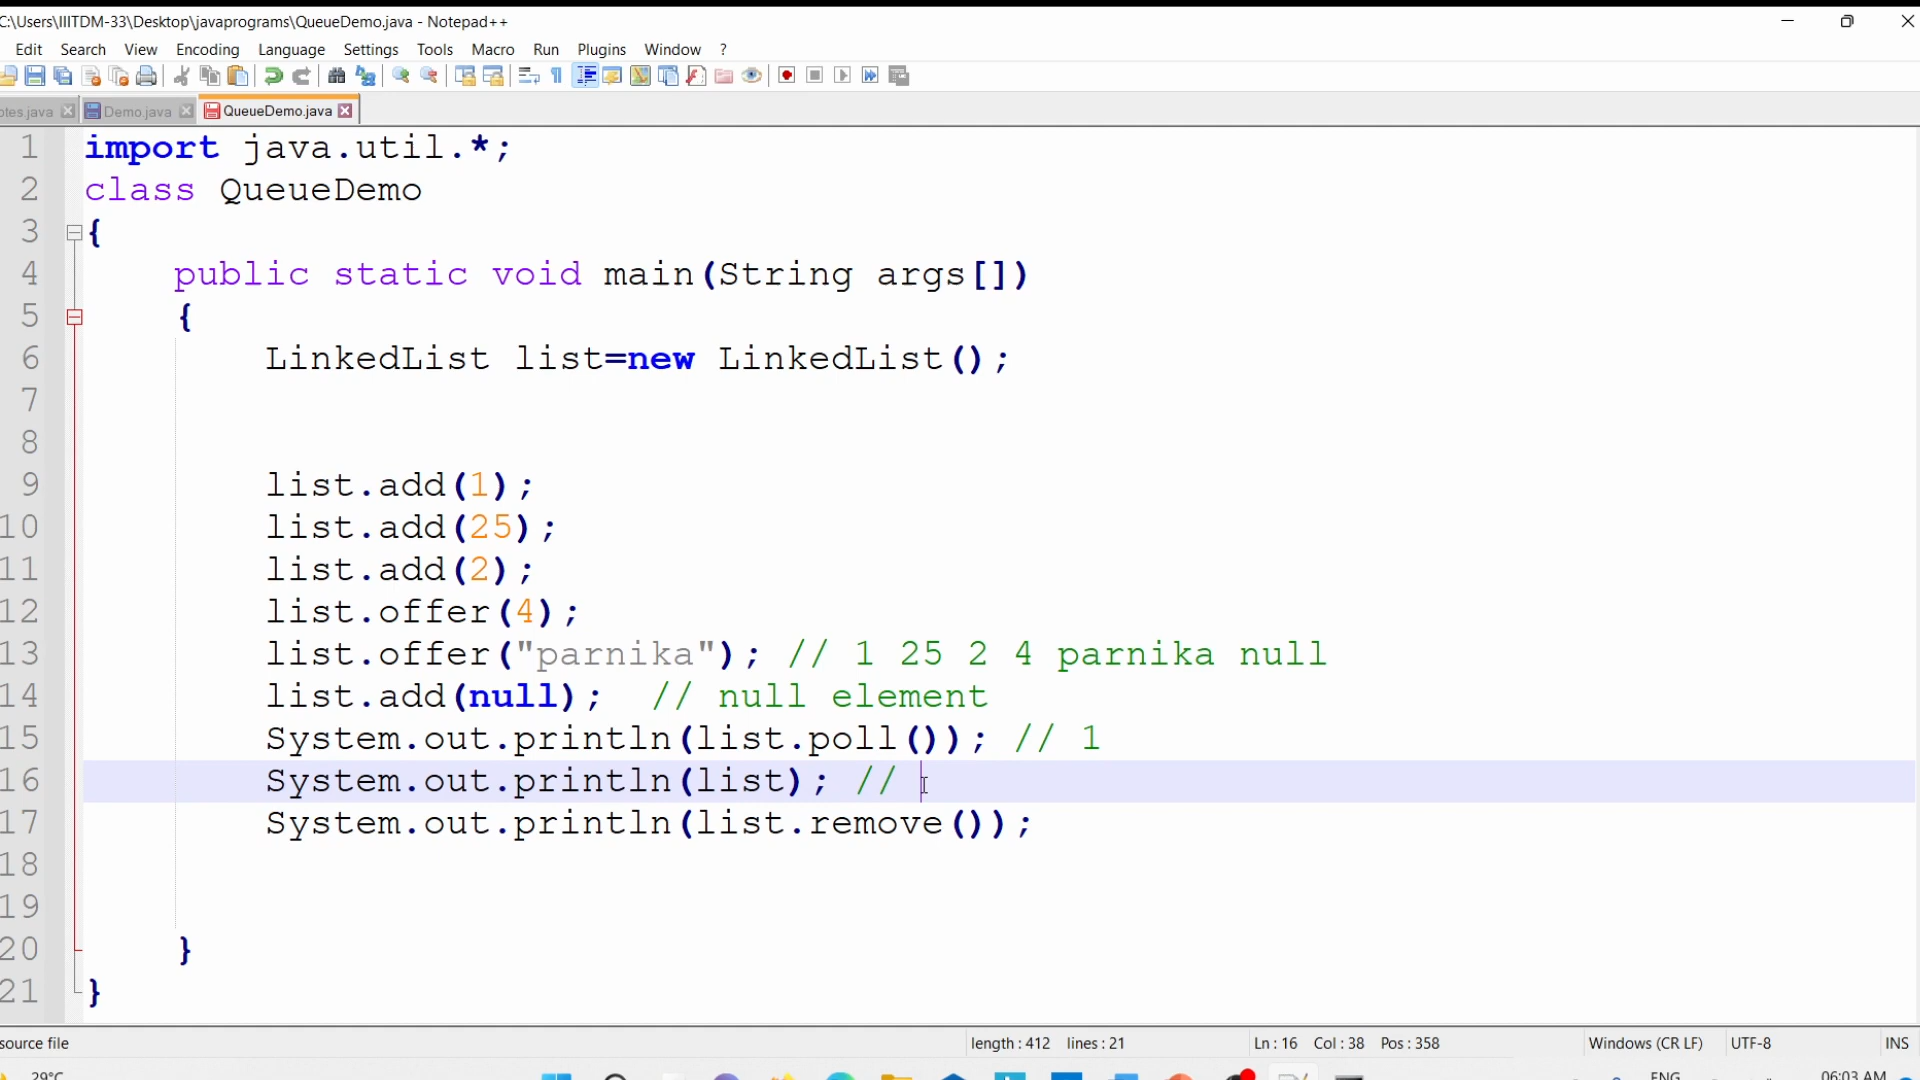 C:\Users\IIITDM-33\Desktop\javaprograms\QueueDemo.java - Notepad++
Edit Search View Encoding Language Settings Tools Macro Run Plugins Window ?
otes.java Demo.java QueueDemo.java
1 import java.util.*;
2 class QueueDemo
3 {
4 public static void main(String args[])
5 {
6 LinkedList list=new LinkedList();
7
8
9 list.add(1);
10 list.add(25);
11 list.add(2);
12 list.offer(4);
13 list.offer("parnika"); // 1 25 2 4 parnika null
14 list.add(null); // null element
15 System.out.println(list.poll()); // 1
16 System.out.println(list); //
17 System.out.println(list.remove());
18
19
20 }
21 }
source file length : 412 lines : 21 Ln : 16 Col : 38 Pos : 358 Windows (CR LF) UTF-8 INS
29°C ENG 06:03 AM